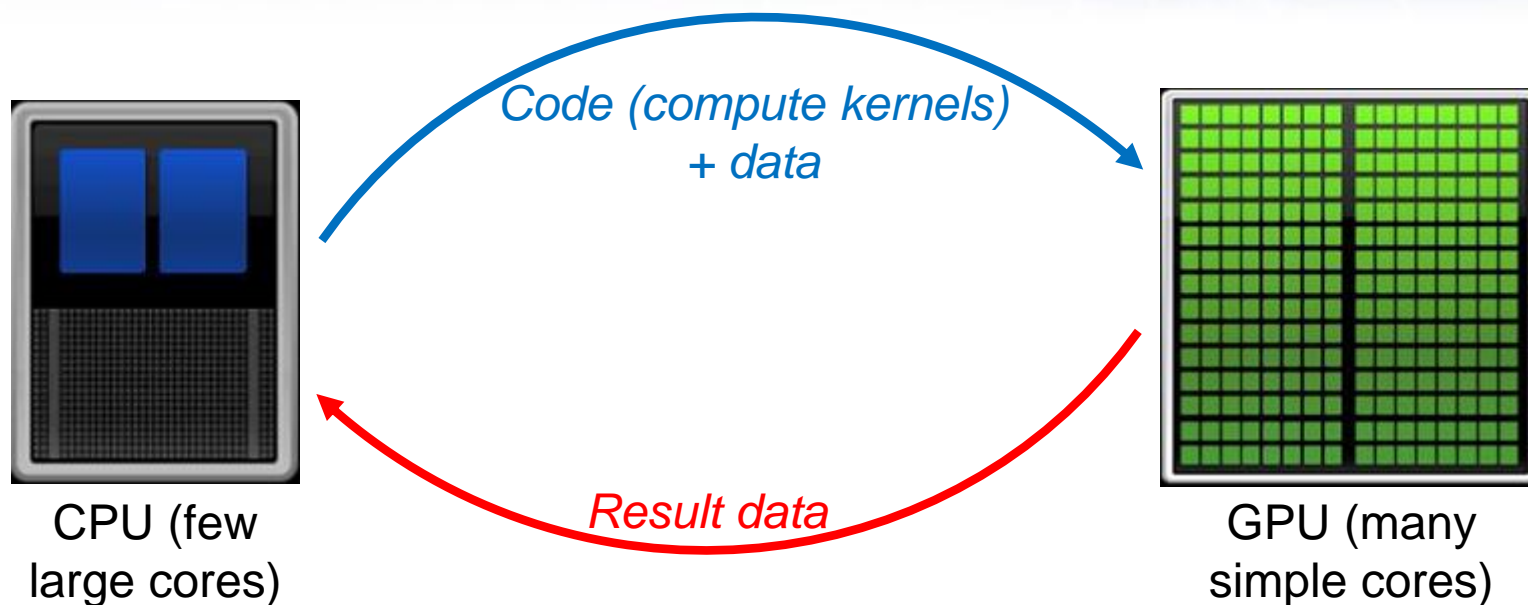 Code (compute kernels)
+ data
Result data
CPU (few
large cores)
GPU (many
simple cores)